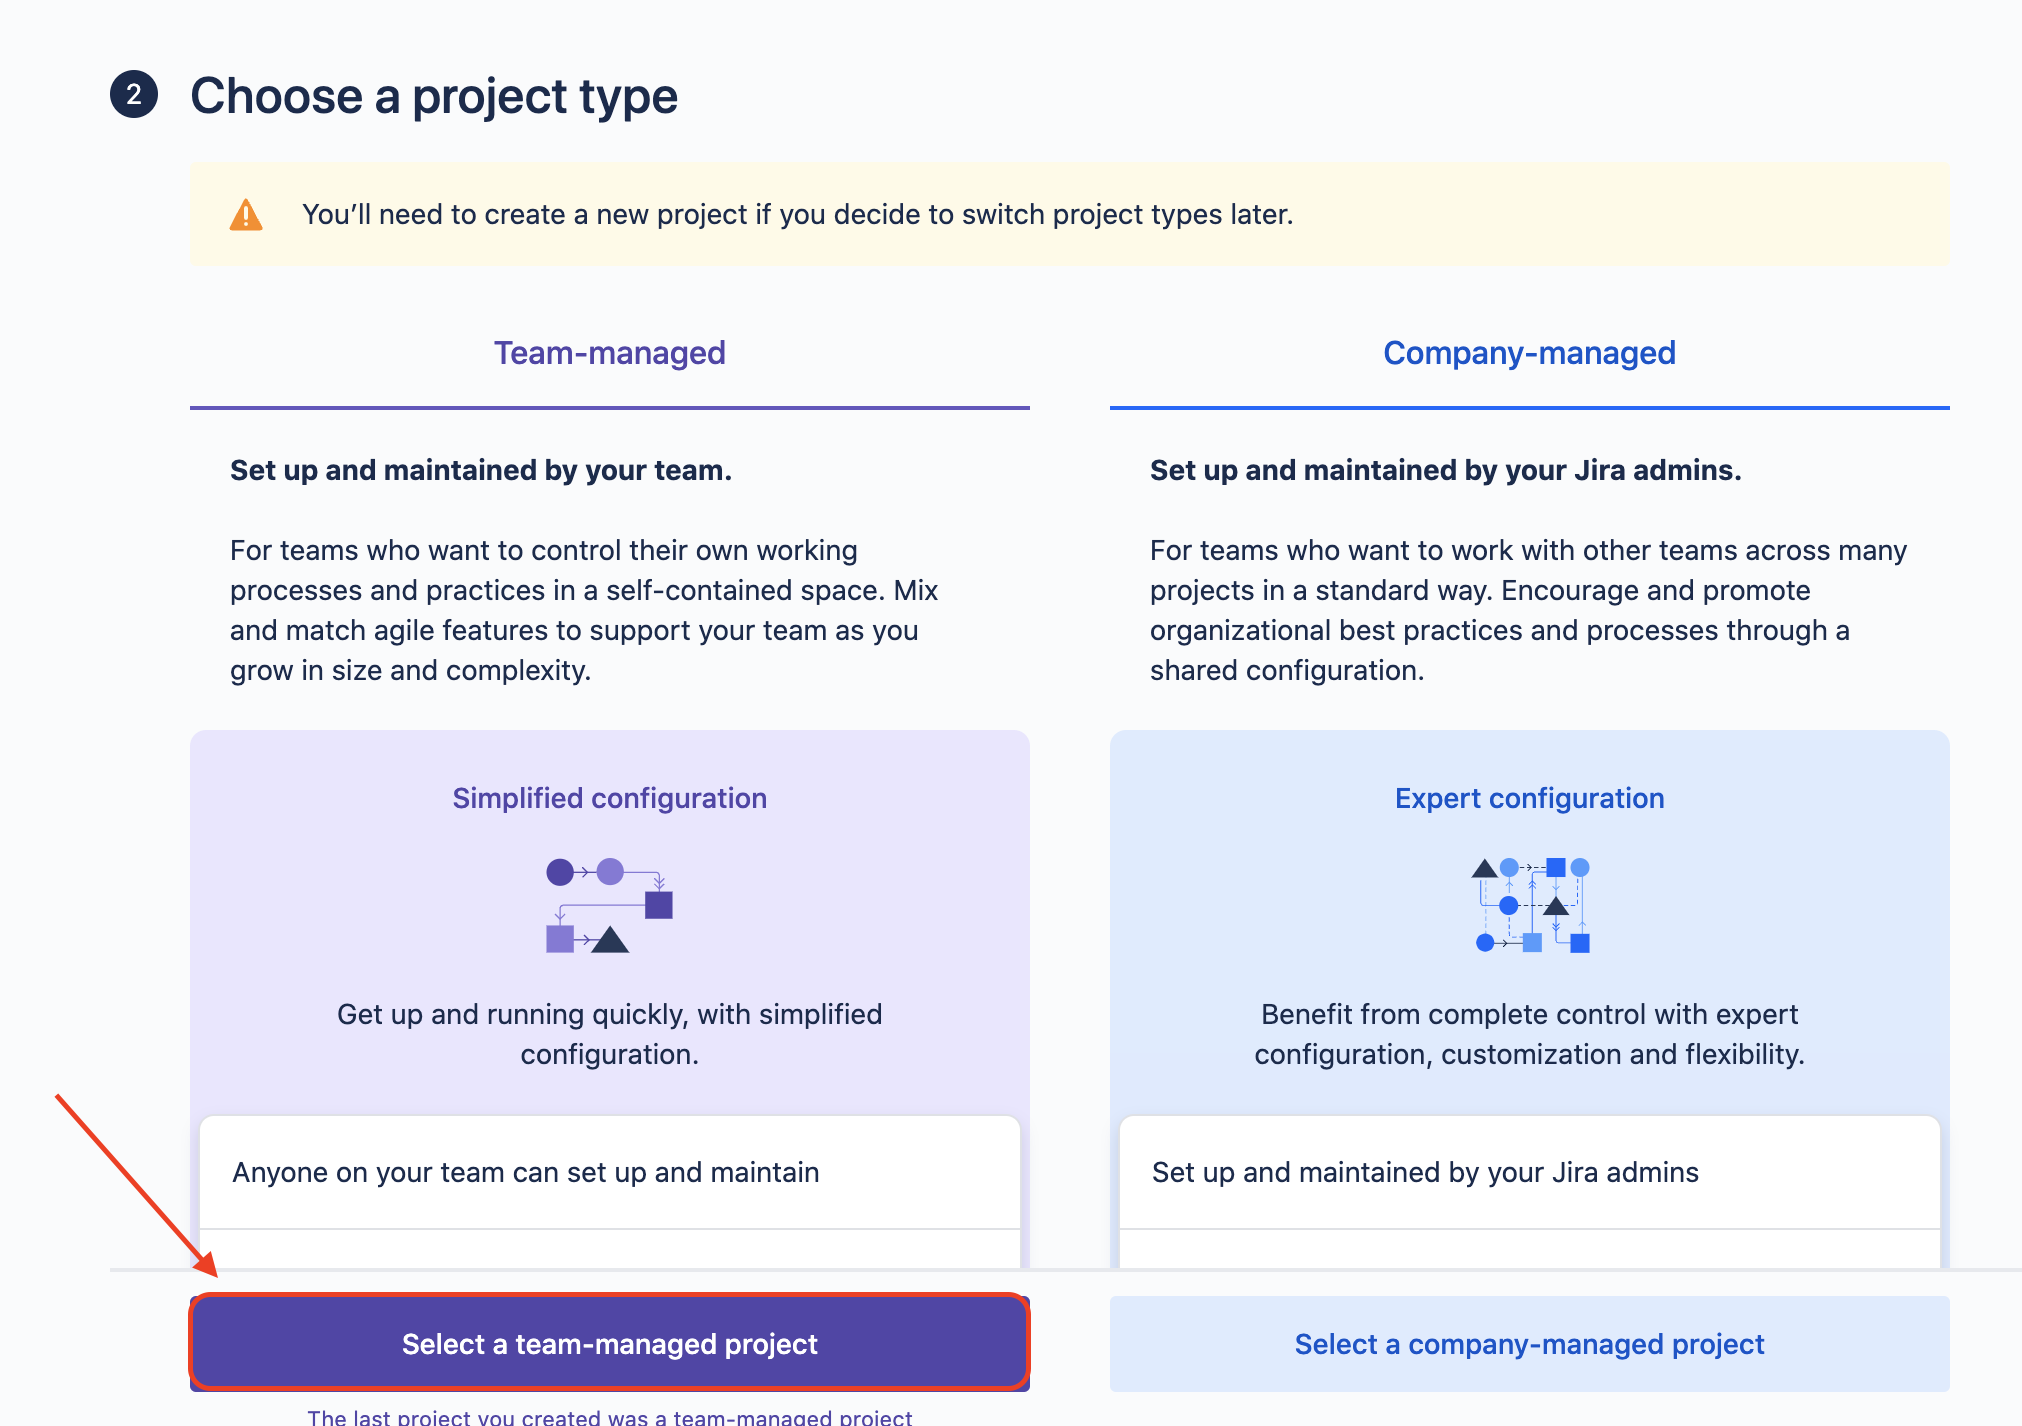 2
Choose a project type
You’ll need to create a new project if you decide to switch project types later.
Team-managed
Set up and maintained by your team.
For teams who want to control their own working
processes and practices in a self-contained space. Mix
and match agile features to support your team as you
grow in size and complexity.
Simplified configuration
Get up and running quickly, with simplified
configuration.
Anyone on your team can set up and maintain
Select a team-managed project
The last project you created was a team-managed project
Company-managed
Set up and maintained by your Jira admins.
For teams who want to work with other teams across many
projects in a standard way. Encourage and promote
organizational best practices and processes through a
shared configuration.
Expert configuration
Benefit from complete control with expert
configuration, customization and flexibility.
Set up and maintained by your Jira admins
Select a company-managed project